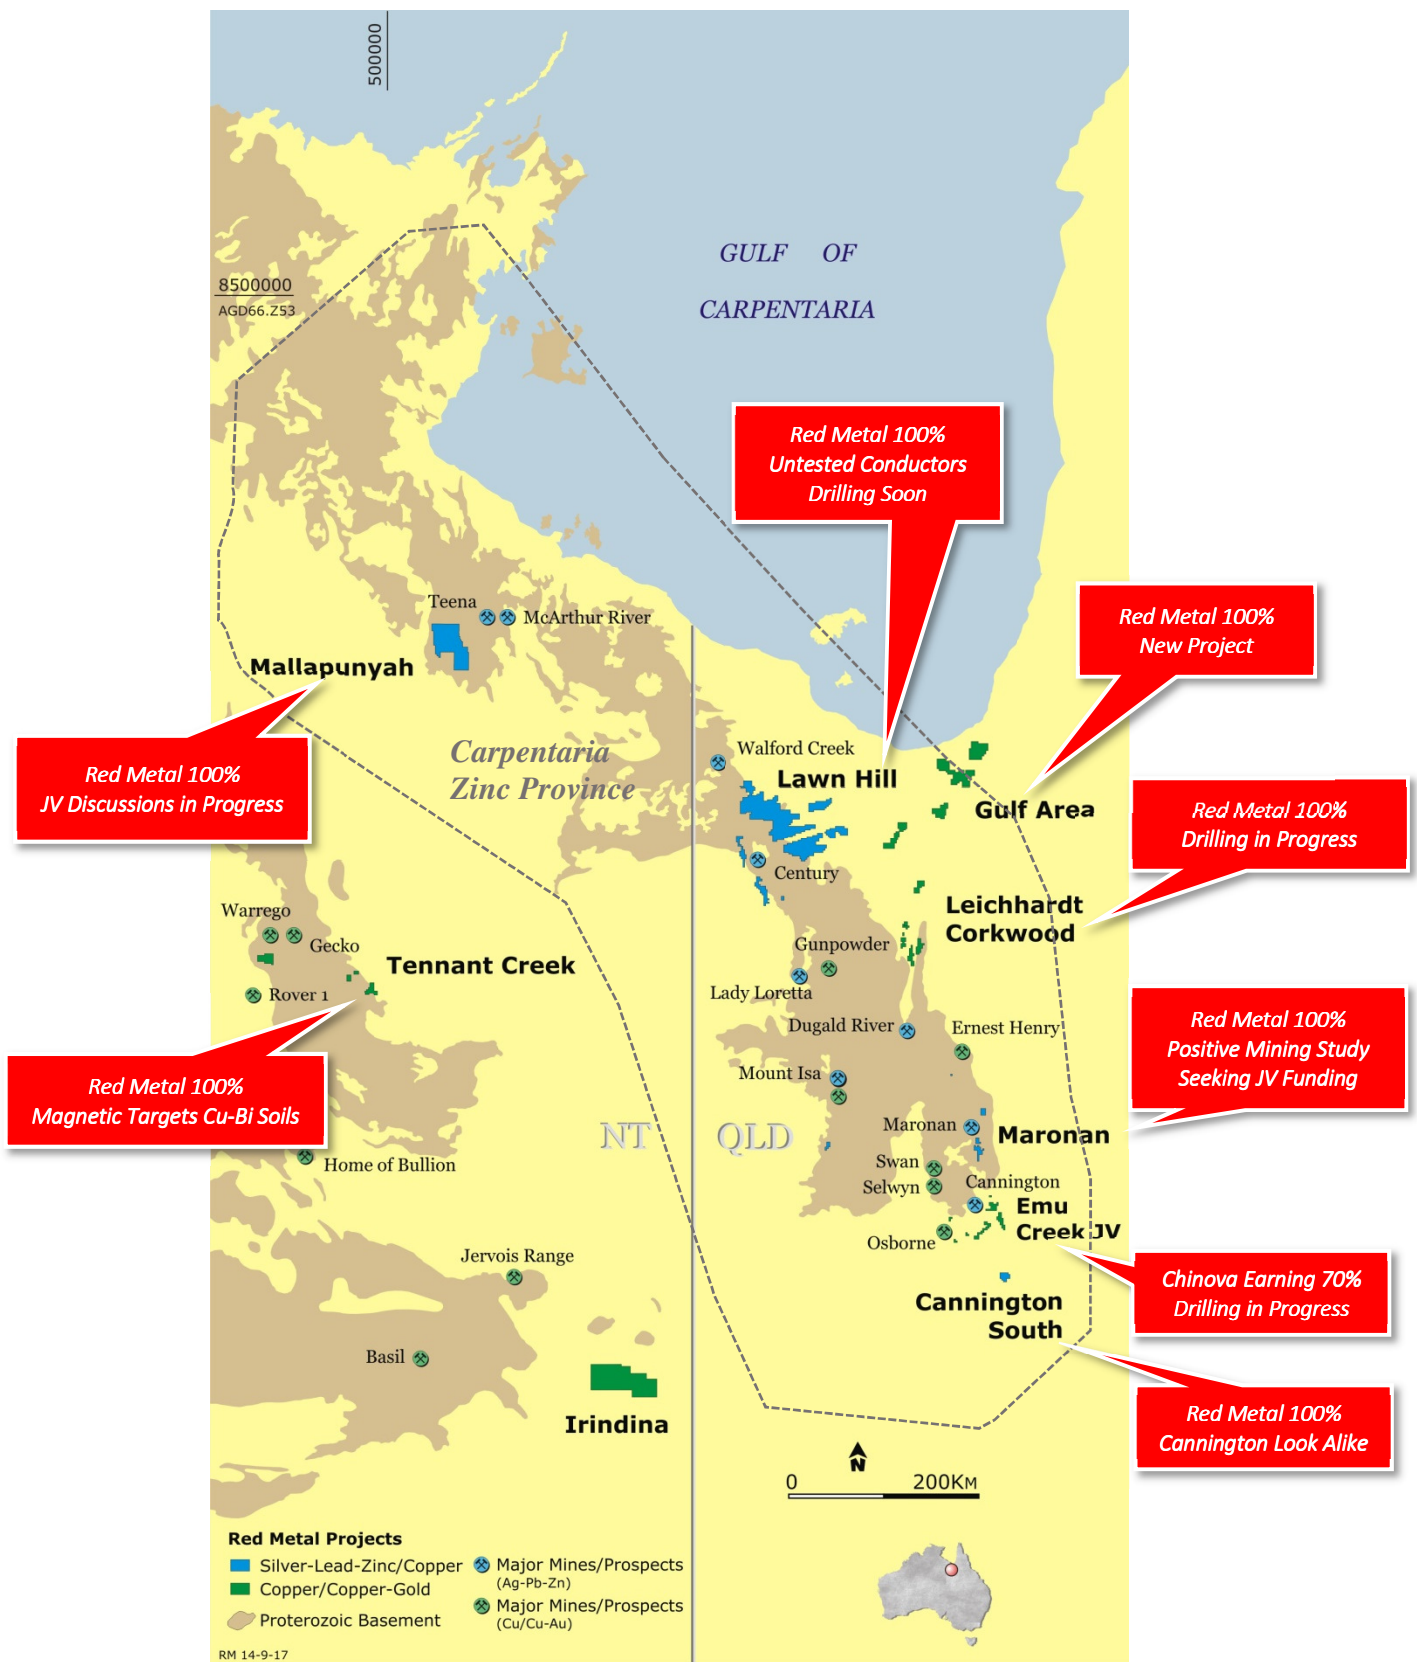 500000
8500000
AGD66.Z53
GULF OF
CARPENTARIA
Red Metal 100%
Untested Conductors
Drilling Soon
Red Metal 100%
New Project
Teena
McArthur River
Mallapunyah
Red Metal 100%
JV Discussions in Progress
Carpentaria
Zinc Province
Walford Creek
Lawn Hill
Gulf Area
Red Metal 100%
Drilling in Progress
Century
Leichhardt
Corkwood
Warrego
Gecko
Tennant Creek
Rover 1
Gunpowder
Lady Loretta
Dugald River
Ernest Henry
Red Metal 100%
Positive Mining Study
Seeking JV Funding
Mount Isa
Red Metal 100%
Magnetic Targets Cu-Bi Soils
NT
QLD
Maronan
Maronan
Home of Bullion
Swan
Selwyn
Cannington
Emu
Creek JV
Osborne
Jervois Range
Chinova Earning 70%
Drilling in Progress
Cannington
South
Basil
Irindina
Red Metal 100%
Cannington Look Alike
N
0 200KM
Red Metal Projects
Silver-Lead-Zinc/Copper
Copper/Copper-Gold
Proterozoic Basement
Major Mines/Prospects
(Ag-Pb-Zn)
Major Mines/Prospects
(Cu/Cu-Au)
RM 14-9-17